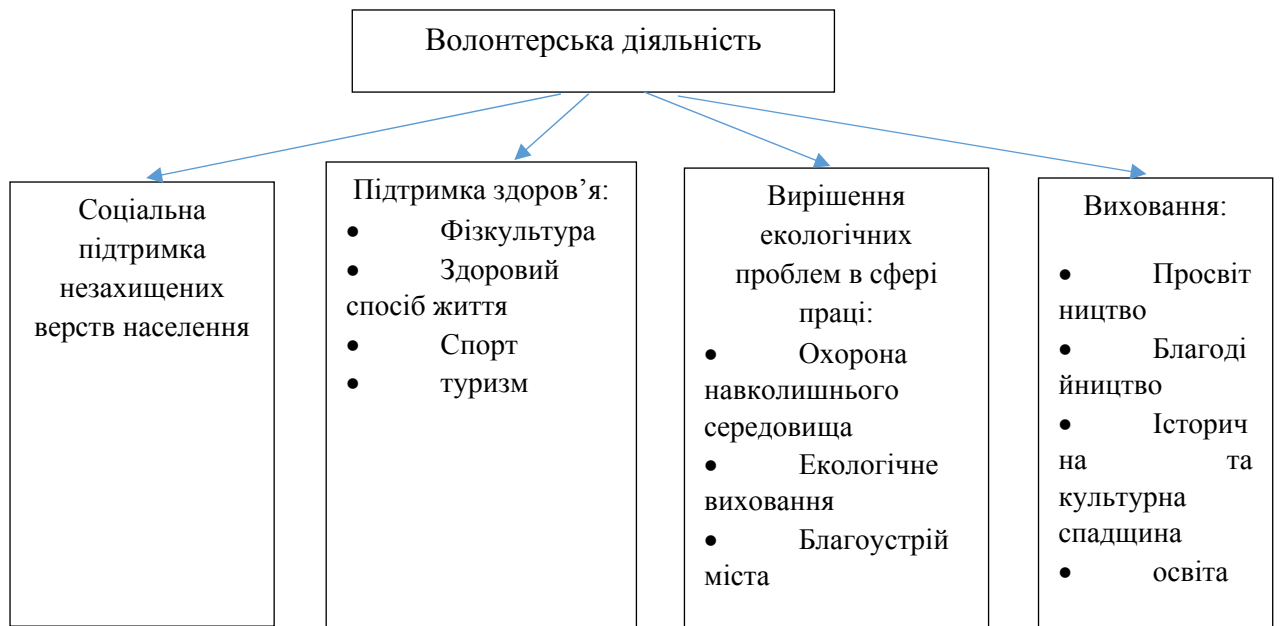 Волонтерська діяльність
Соціальна
підтримка
незахищених
верств населення
Підтримка здоров’я:
• Фізкультура
• Здоровий
спосіб життя
• Спорт
• туризм
Вирішення
екологічних
проблем в сфері
праці:
• Охорона
навколишнього
середовища
• Екологічне
виховання
• Благоустрій
міста
Виховання:
• Просвіт
ництво
• Благоді
йництво
• Історич
на та
культурна
спадщина
• освіта